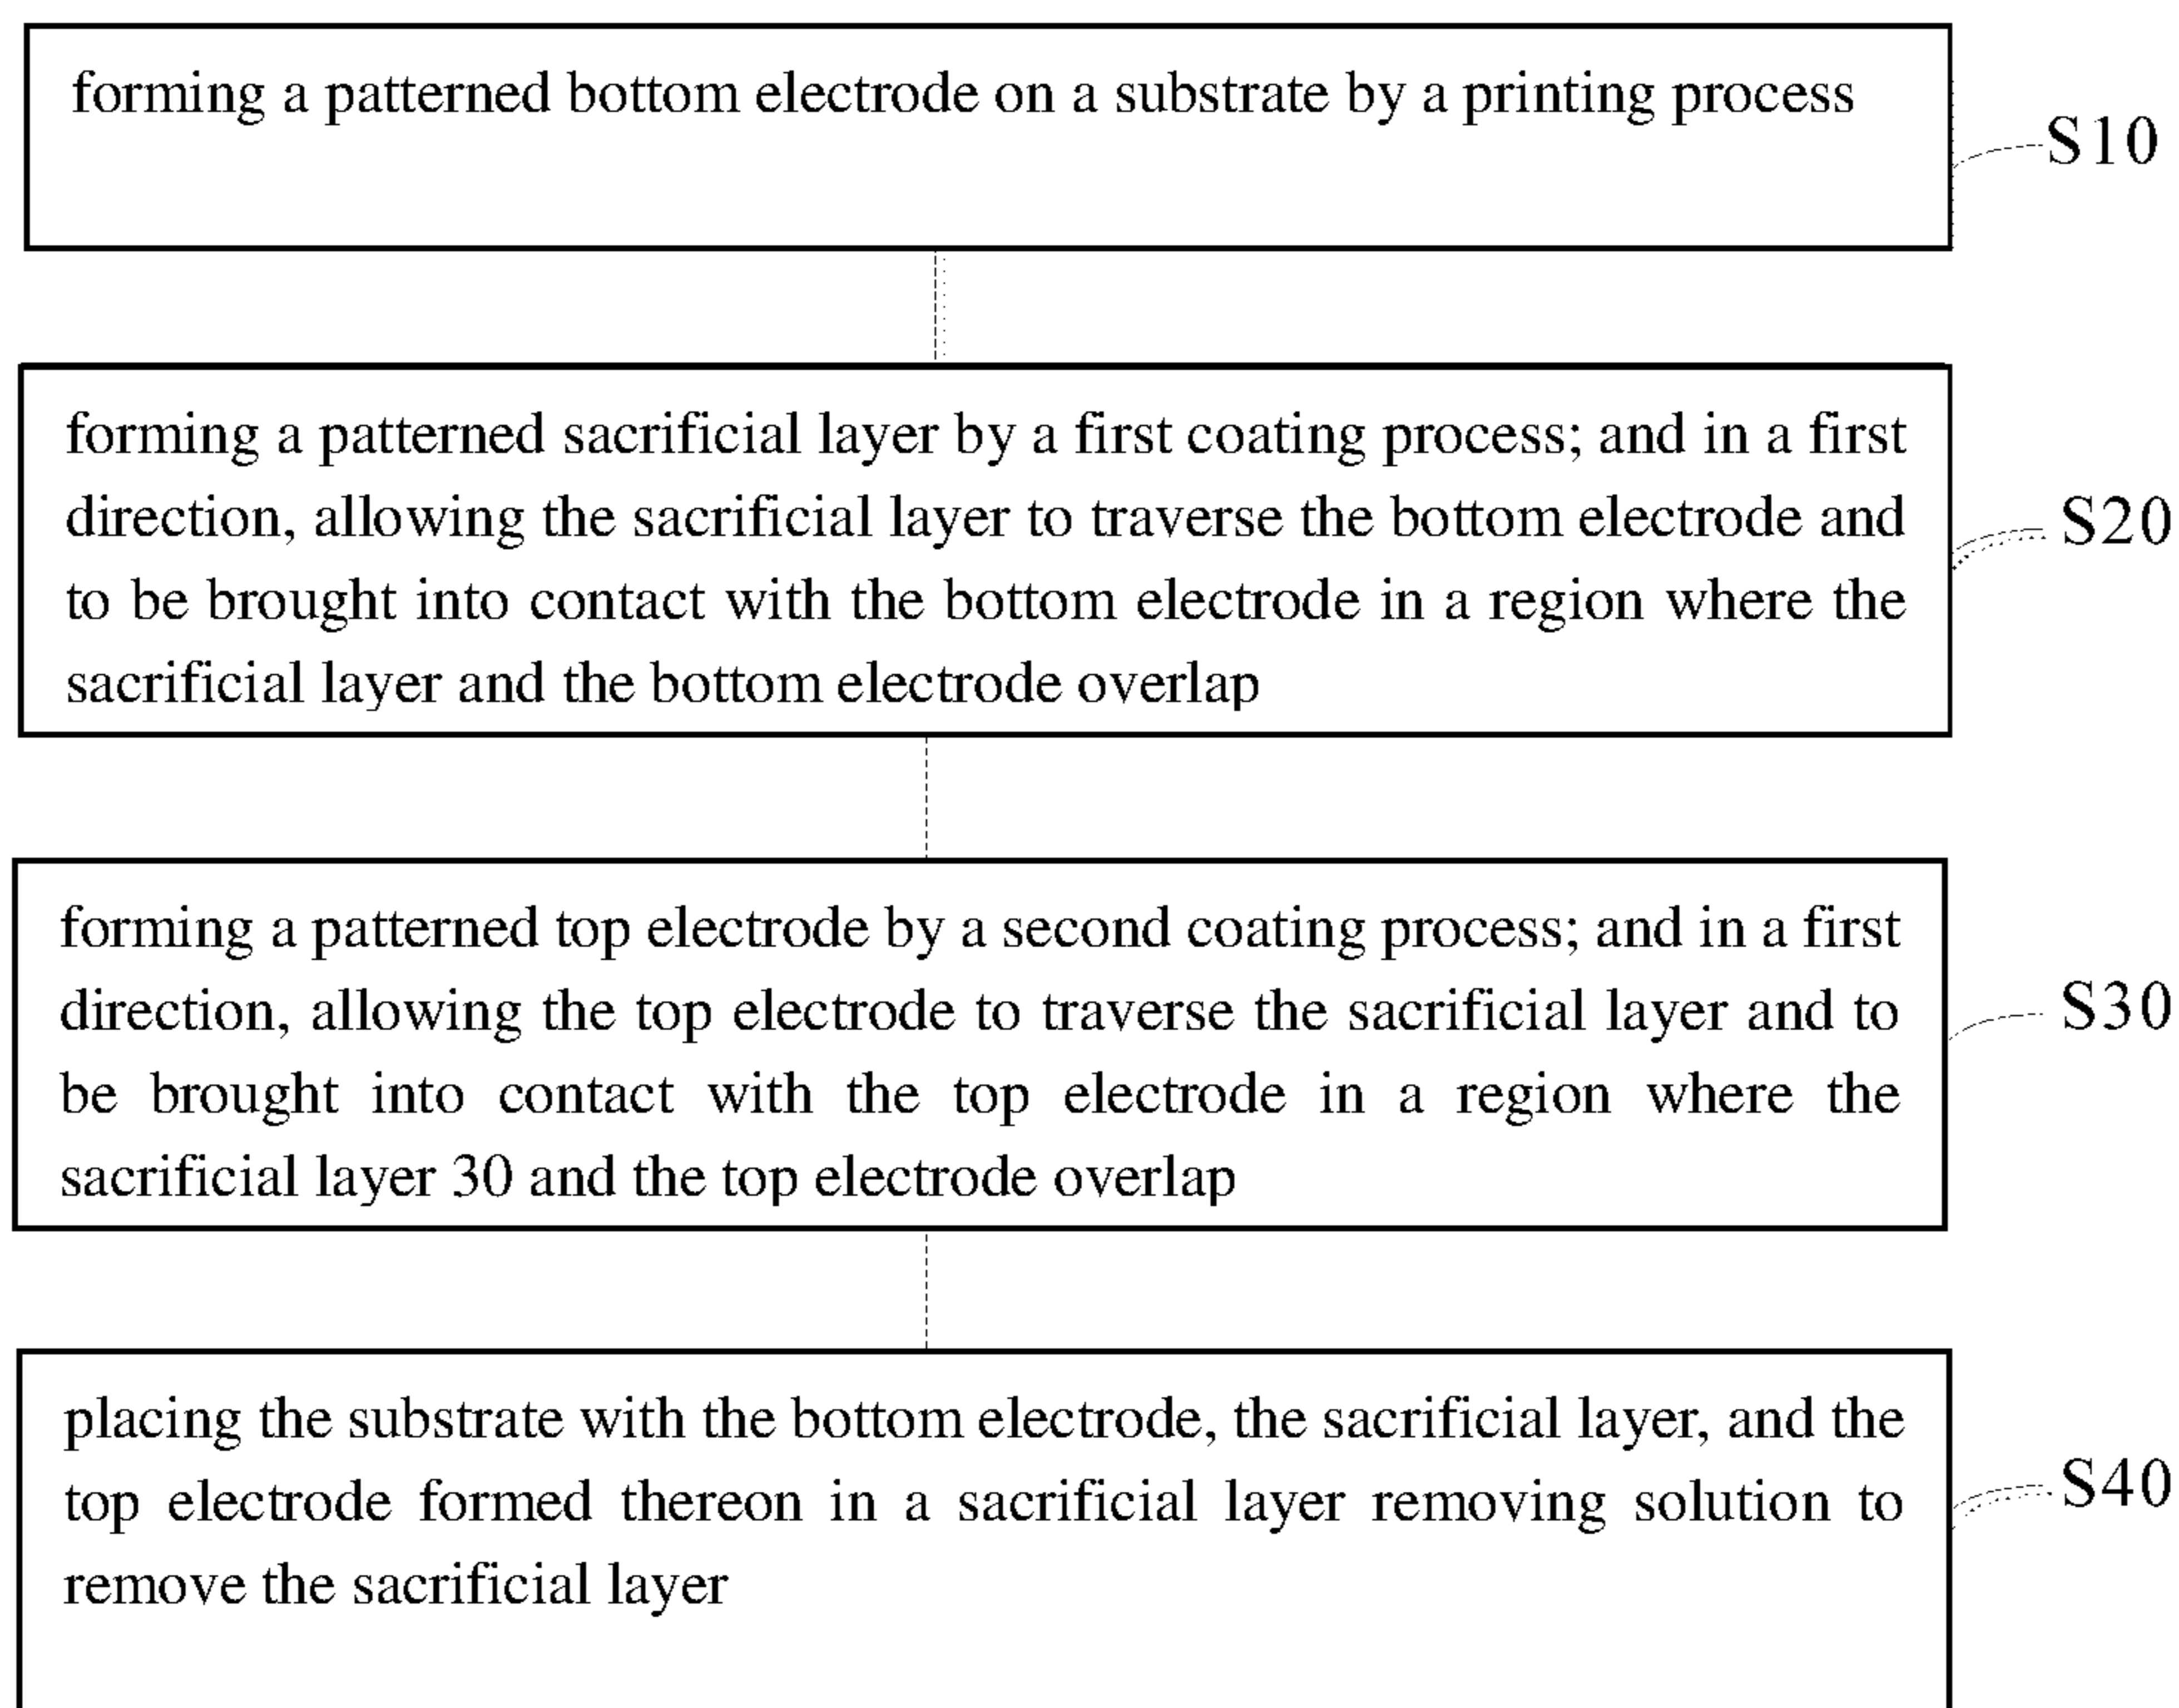 forming a patterned bottom electrode on a substrate by a printing process
S10
forming a patterned sacrificial layer by a first coating process; and in a first
direction, allowing the sacrificial layer to traverse the bottom electrode and
to be brought into contact with the bottom electrode in a region where the
sacrificial layer and the bottom electrode overlap
S20
forming a patterned top electrode by a second coating process; and in a first
direction, allowing the top electrode to traverse the sacrificial layer and to
be brought into contact with the top electrode in a region where the
sacrificial layer 30 and the top electrode overlap
S30
placing the substrate with the bottom electrode, the sacrificial layer, and the
top electrode formed thereon in a sacrificial layer removing solution to
remove the sacrificial layer
S40